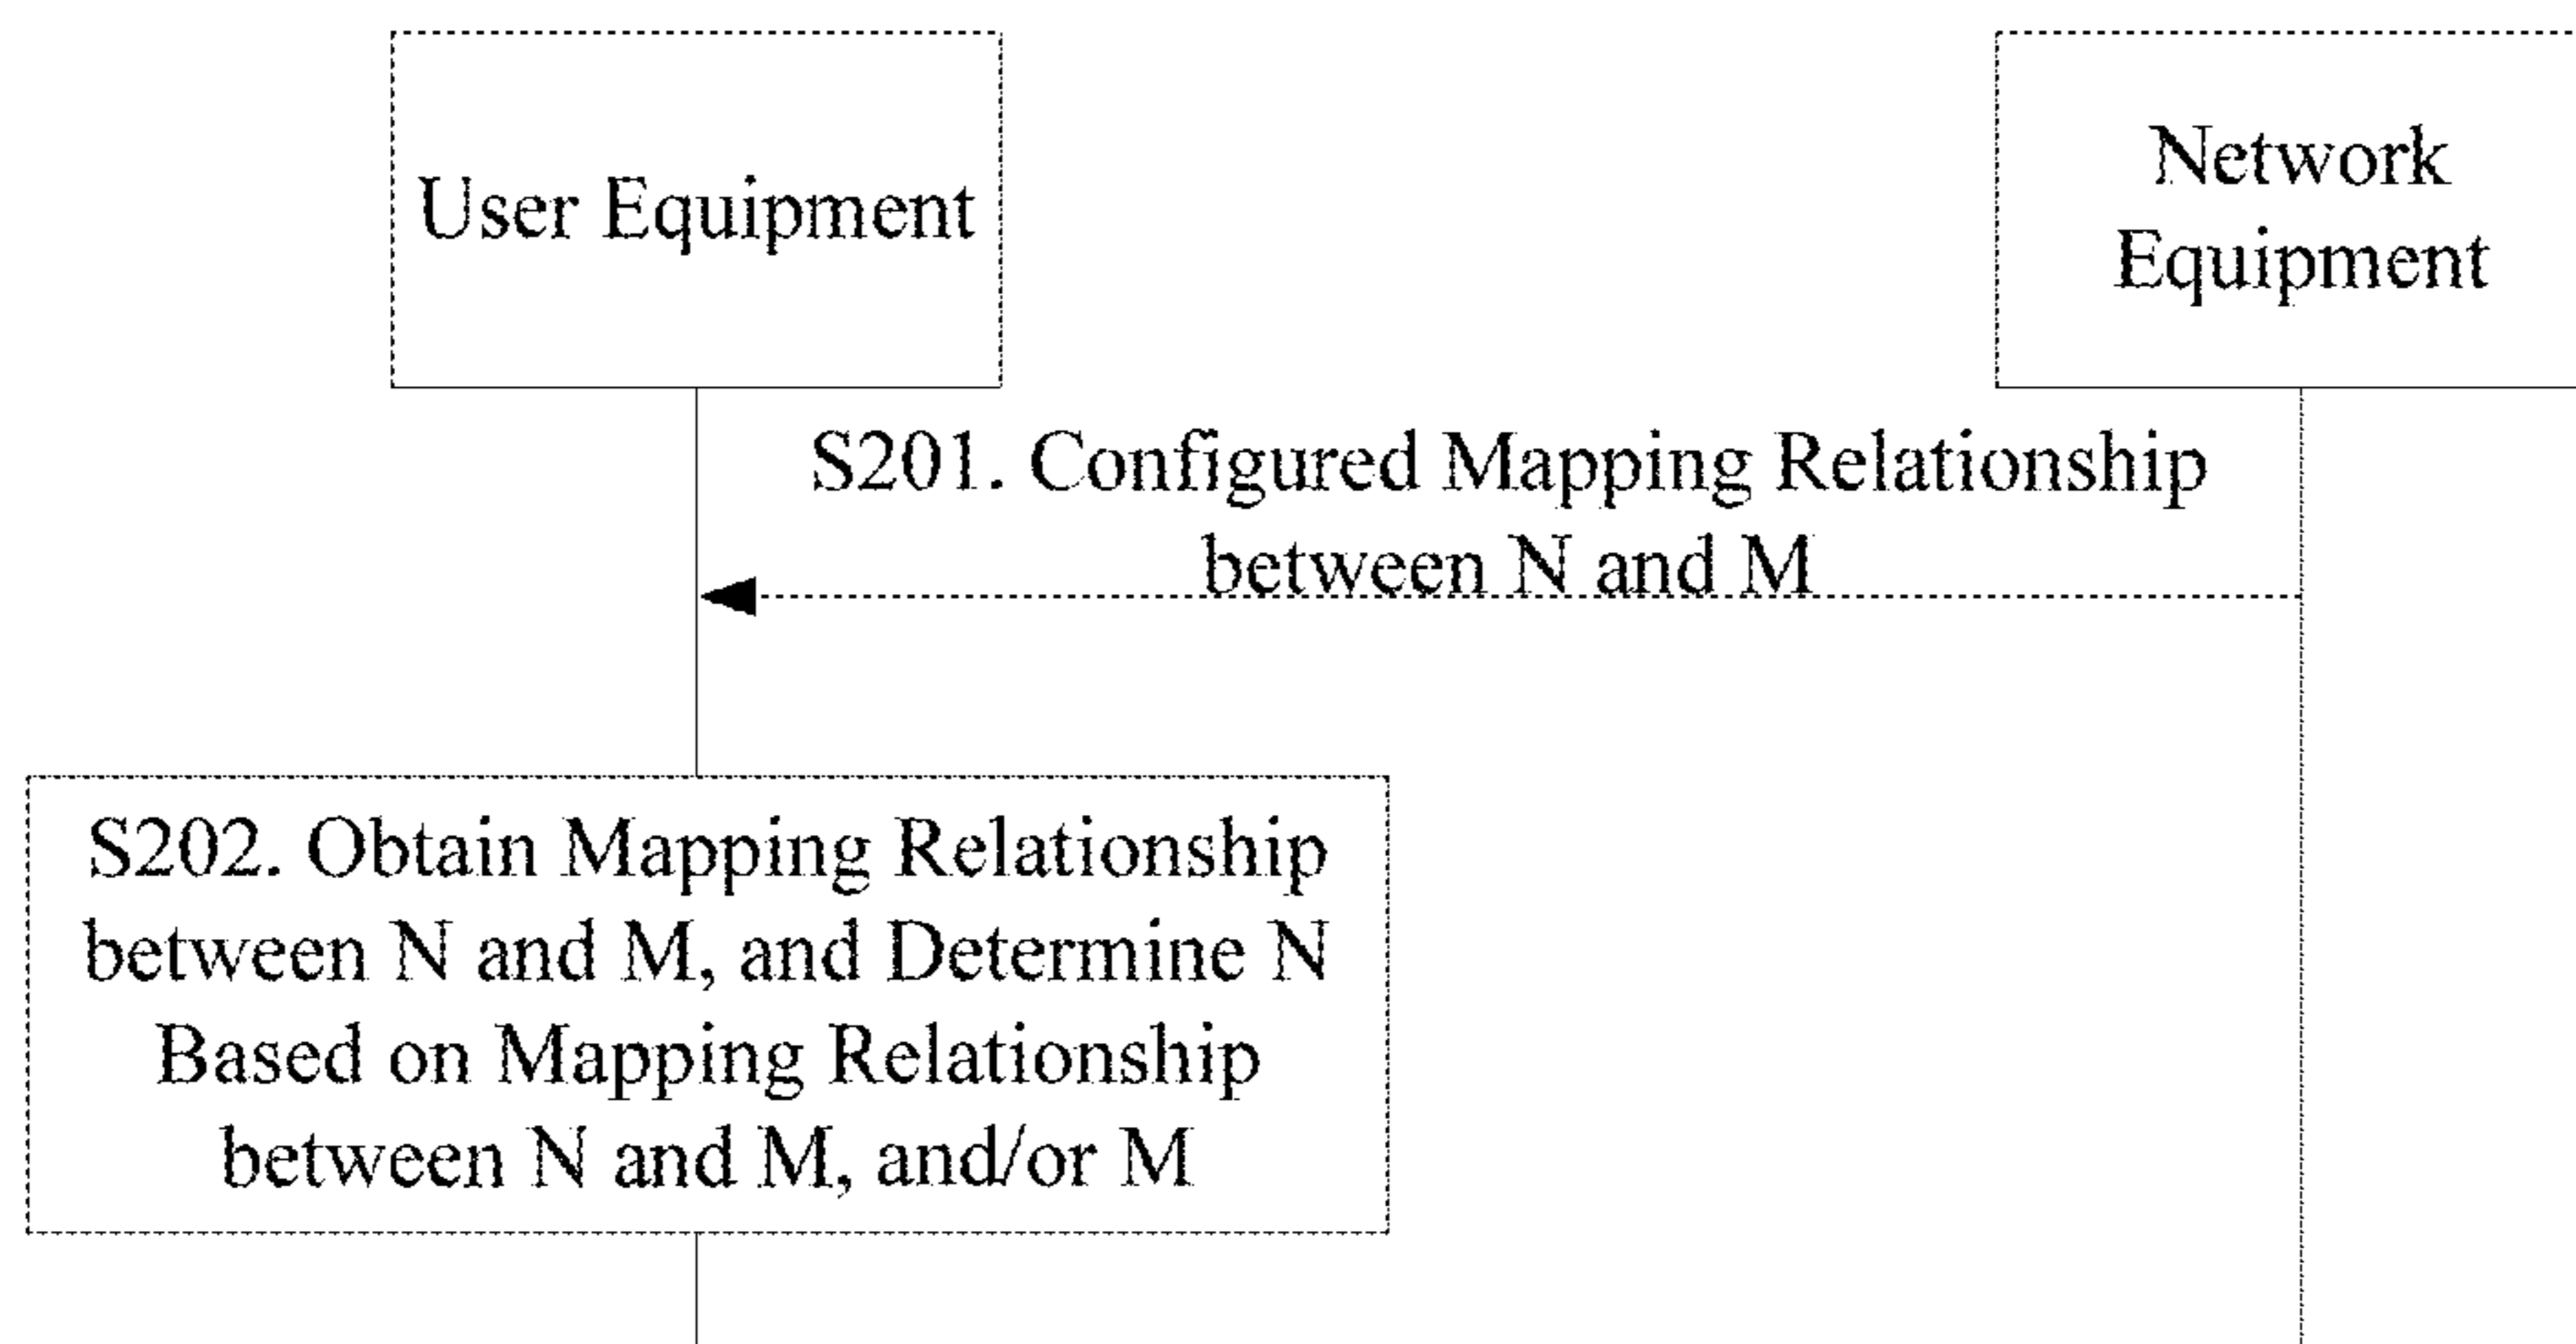 User Equipment
Network
Equipment
S201. Configured Mapping Relationship
between N and M
S202. Obtain Mapping Relationship
between N and M, and Determine N
Based on Mapping Relationship
between N and M, and/or M